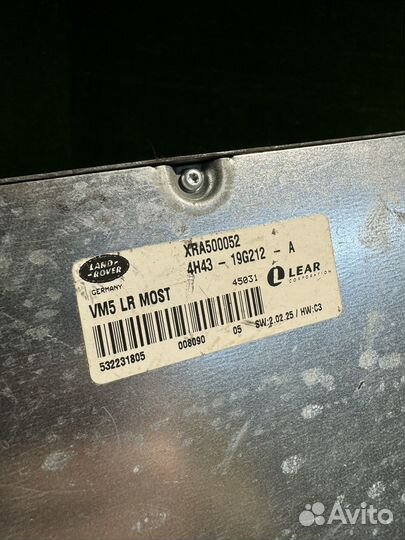 XRA500052
LAND-
-ROVER
4H43 - 19G212 - A
GERMANY
45031
LEAR
CORPORATION
VM5 LR MOST
532231805
008090
05
SW:2.02.25 / HW:C3
Avito